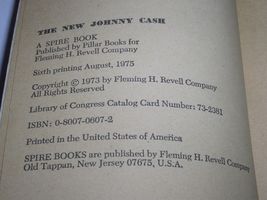 THE NEW JOHNNY CASH
A SPIRE BOOK
Published by Pillar Books for
Fleming H. Revell Company
Sixth printing August, 1975
Copyright © 1973 by Fleming H. Revell Company
All Rights Reserved
Library of Congress Catalog Card Number: 73-2381
ISBN: 0-8007-0607-2
Printed in the United States of America
SPIRE BOOKS are published by Fleming H. Revell Company
Old Tappan, New Jersey 07675, U.S.A.